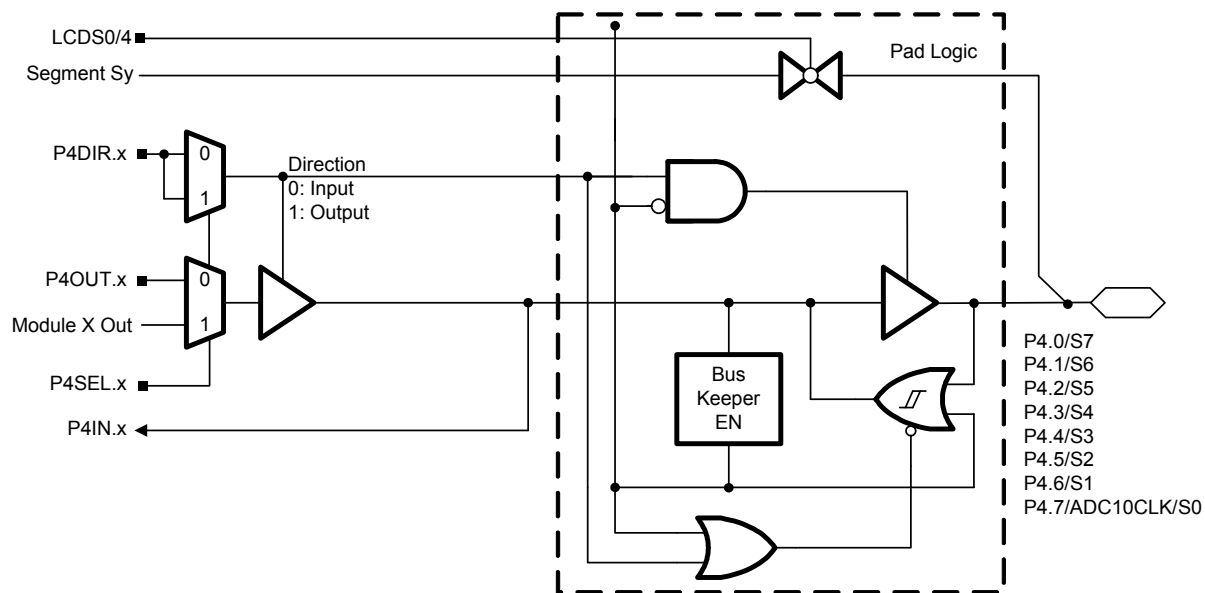 LCDS0/4
Pad Logic
Segment Sy
P4DIR.x
0
1
Direction
0: Input
1: Output
P4OUT.x
0
Module X Out
1
P4SEL.x
P4IN.x
Bus
Keeper
EN
P4.0/S7
P4.1/S6
P4.2/S5
P4.3/S4
P4.4/S3
P4.5/S2
P4.6/S1
P4.7/ADC10CLK/S0